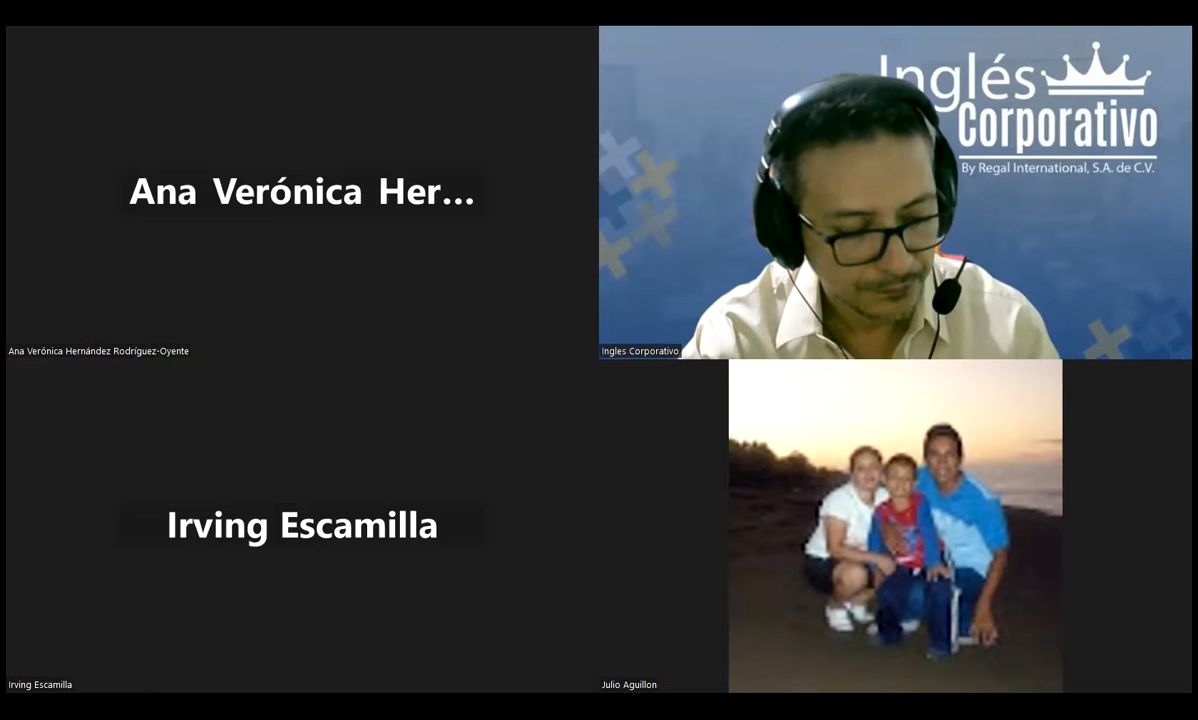 Ana Verónica Her...
Ana Verónica Hernández Rodríguez-Oyente
Inglés
Corporativo
By Regal International, S.A. de C.V.
Ingles Corporativo
Irving Escamilla
Irving Escamilla
Julio Aguillon